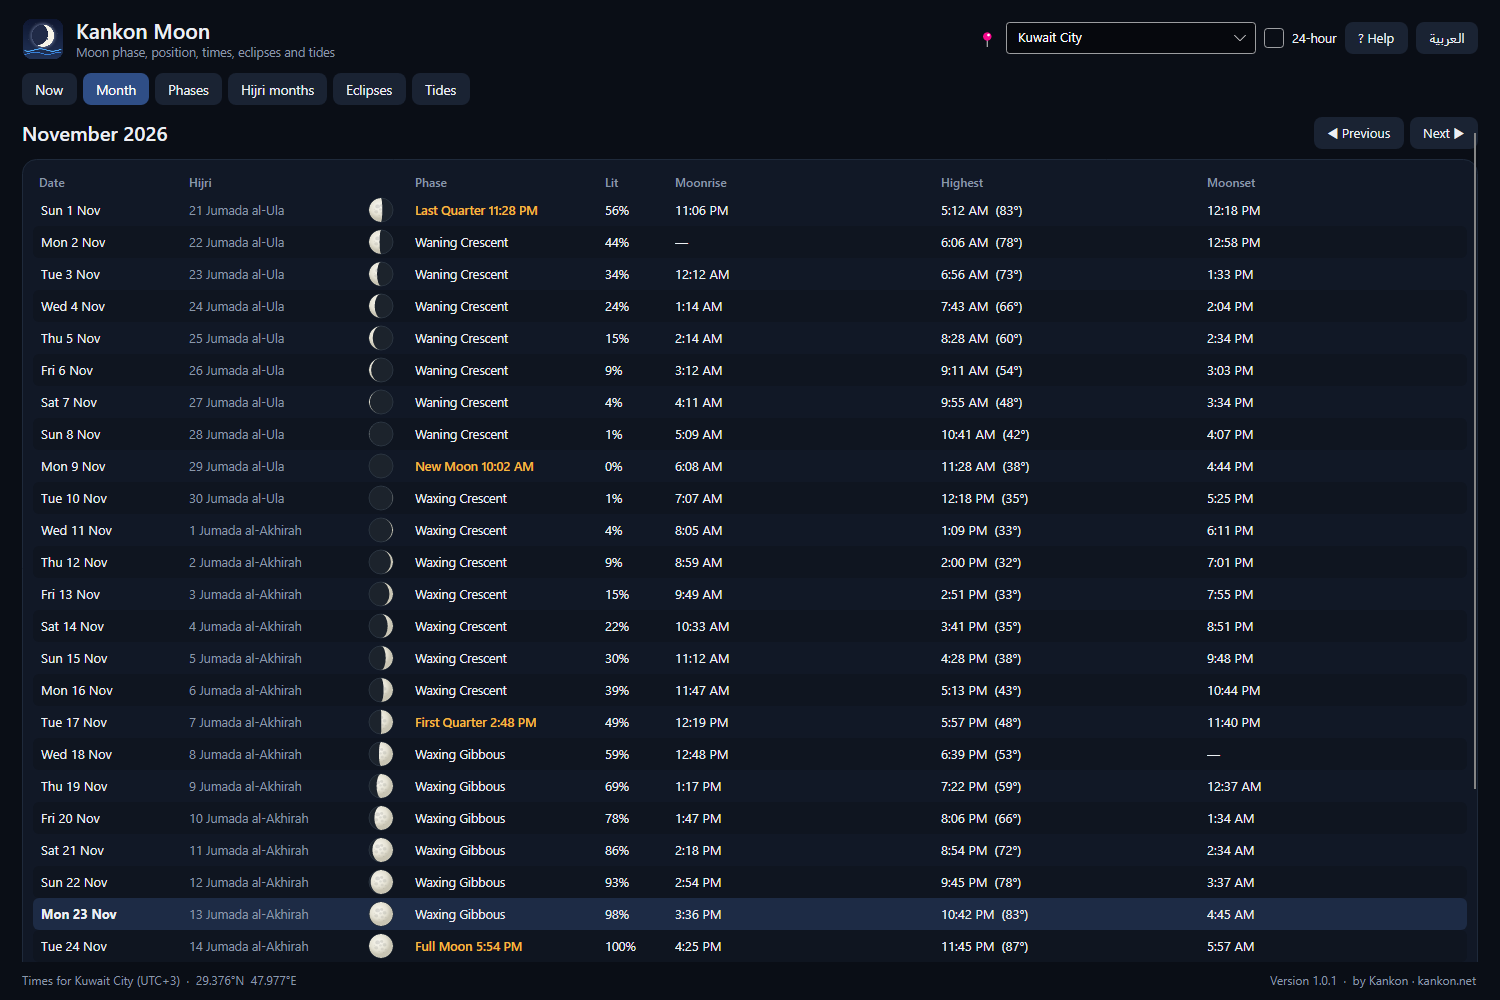 Kankon Moon
Moon phase, position, times, eclipses and tides
Kuwait City
24-hour
? Help
العربية
Now Month Phases Hijri months Eclipses Tides
November 2026
◀ Previous Next ▶
Date Hijri Phase Lit Moonrise Highest Moonset
Sun 1 Nov 21 Jumada al-Ula Last Quarter 11:28 PM 56% 11:06 PM 5:12 AM (83°) 12:18 PM
Mon 2 Nov 22 Jumada al-Ula Waning Crescent 44% — 6:06 AM (78°) 12:58 PM
Tue 3 Nov 23 Jumada al-Ula Waning Crescent 34% 12:12 AM 6:56 AM (73°) 1:33 PM
Wed 4 Nov 24 Jumada al-Ula Waning Crescent 24% 1:14 AM 7:43 AM (66°) 2:04 PM
Thu 5 Nov 25 Jumada al-Ula Waning Crescent 15% 2:14 AM 8:28 AM (60°) 2:34 PM
Fri 6 Nov 26 Jumada al-Ula Waning Crescent 9% 3:12 AM 9:11 AM (54°) 3:03 PM
Sat 7 Nov 27 Jumada al-Ula Waning Crescent 4% 4:11 AM 9:55 AM (48°) 3:34 PM
Sun 8 Nov 28 Jumada al-Ula Waning Crescent 1% 5:09 AM 10:41 AM (42°) 4:07 PM
Mon 9 Nov 29 Jumada al-Ula New Moon 10:02 AM 0% 6:08 AM 11:28 AM (38°) 4:44 PM
Tue 10 Nov 30 Jumada al-Ula Waxing Crescent 1% 7:07 AM 12:18 PM (35°) 5:25 PM
Wed 11 Nov 1 Jumada al-Akhirah Waxing Crescent 4% 8:05 AM 1:09 PM (33°) 6:11 PM
Thu 12 Nov 2 Jumada al-Akhirah Waxing Crescent 9% 8:59 AM 2:00 PM (32°) 7:01 PM
Fri 13 Nov 3 Jumada al-Akhirah Waxing Crescent 15% 9:49 AM 2:51 PM (33°) 7:55 PM
Sat 14 Nov 4 Jumada al-Akhirah Waxing Crescent 22% 10:33 AM 3:41 PM (35°) 8:51 PM
Sun 15 Nov 5 Jumada al-Akhirah Waxing Crescent 30% 11:12 AM 4:28 PM (38°) 9:48 PM
Mon 16 Nov 6 Jumada al-Akhirah Waxing Crescent 39% 11:47 AM 5:13 PM (43°) 10:44 PM
Tue 17 Nov 7 Jumada al-Akhirah First Quarter 2:48 PM 49% 12:19 PM 5:57 PM (48°) 11:40 PM
Wed 18 Nov 8 Jumada al-Akhirah Waxing Gibbous 59% 12:48 PM 6:39 PM (53°) —
Thu 19 Nov 9 Jumada al-Akhirah Waxing Gibbous 69% 1:17 PM 7:22 PM (59°) 12:37 AM
Fri 20 Nov 10 Jumada al-Akhirah Waxing Gibbous 78% 1:47 PM 8:06 PM (66°) 1:34 AM
Sat 21 Nov 11 Jumada al-Akhirah Waxing Gibbous 86% 2:18 PM 8:54 PM (72°) 2:34 AM
Sun 22 Nov 12 Jumada al-Akhirah Waxing Gibbous 93% 2:54 PM 9:45 PM (78°) 3:37 AM
Mon 23 Nov 13 Jumada al-Akhirah Waxing Gibbous 98% 3:36 PM 10:42 PM (83°) 4:45 AM
Tue 24 Nov 14 Jumada al-Akhirah Full Moon 5:54 PM 100% 4:25 PM 11:45 PM (87°) 5:57 AM
Times for Kuwait City (UTC+3) · 29.376°N 47.977°E
Version 1.0.1 · by Kankon · kankon.net